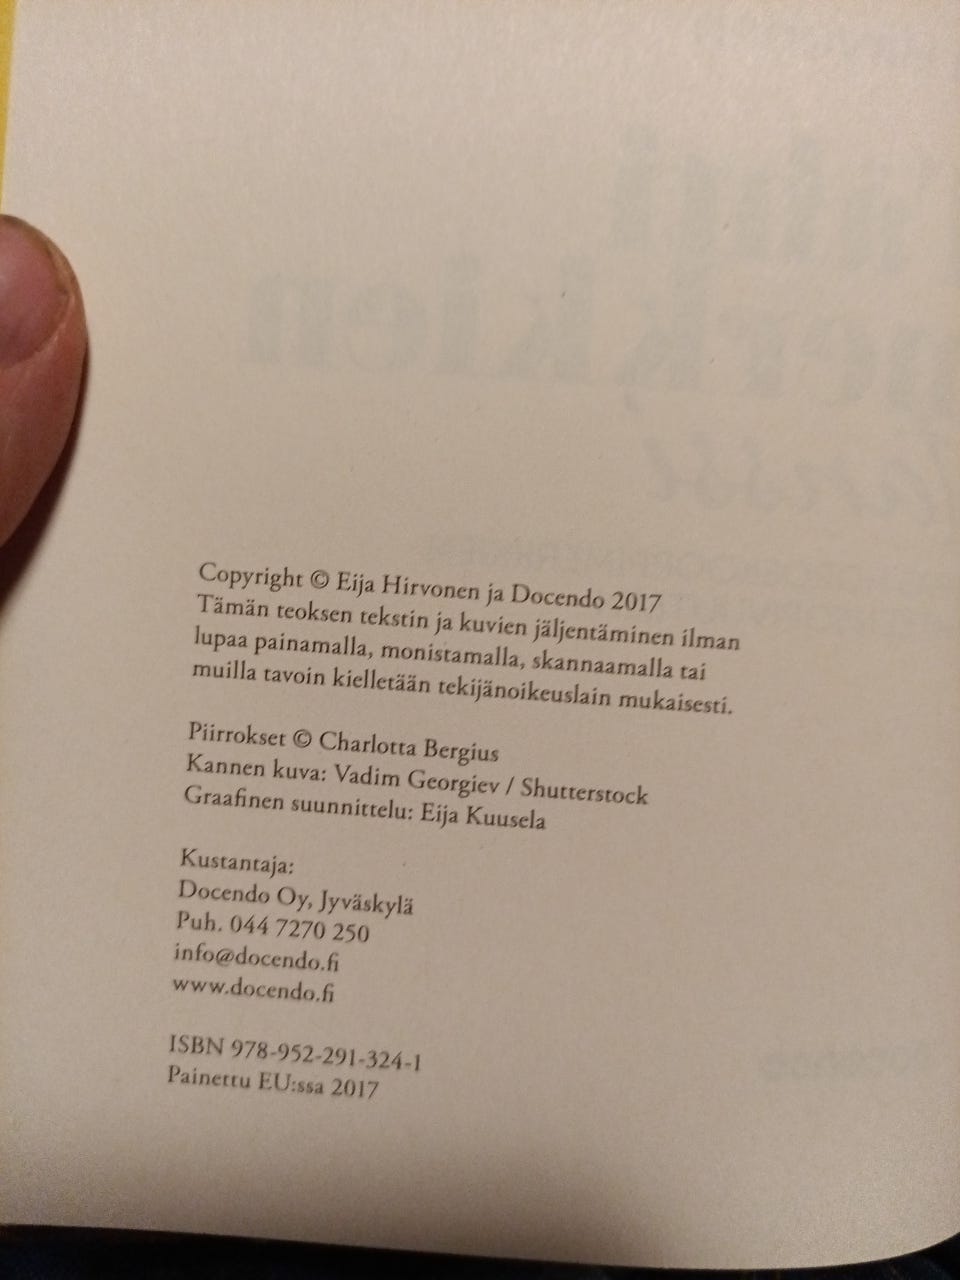 Copyright © Eija Hirvonen ja Docendo 2017
Tämän teoksen tekstin ja kuvien jäljentäminen ilman
lupaa painamalla, monistamalla, skannaamalla tai
muilla tavoin kielletään tekijänoikeuslain mukaisesti.
Piirrokset © Charlotta Bergius
Kannen kuva: Vadim Georgiev / Shutterstock
Graafinen suunnittelu: Eija Kuusela
Kustantaja:
Docendo Oy, Jyväskylä
Puh. 044 7270 250
info@docendo.fi
www.docendo.fi
ISBN 978-952-291-324-1
Painettu EU:ssa 2017